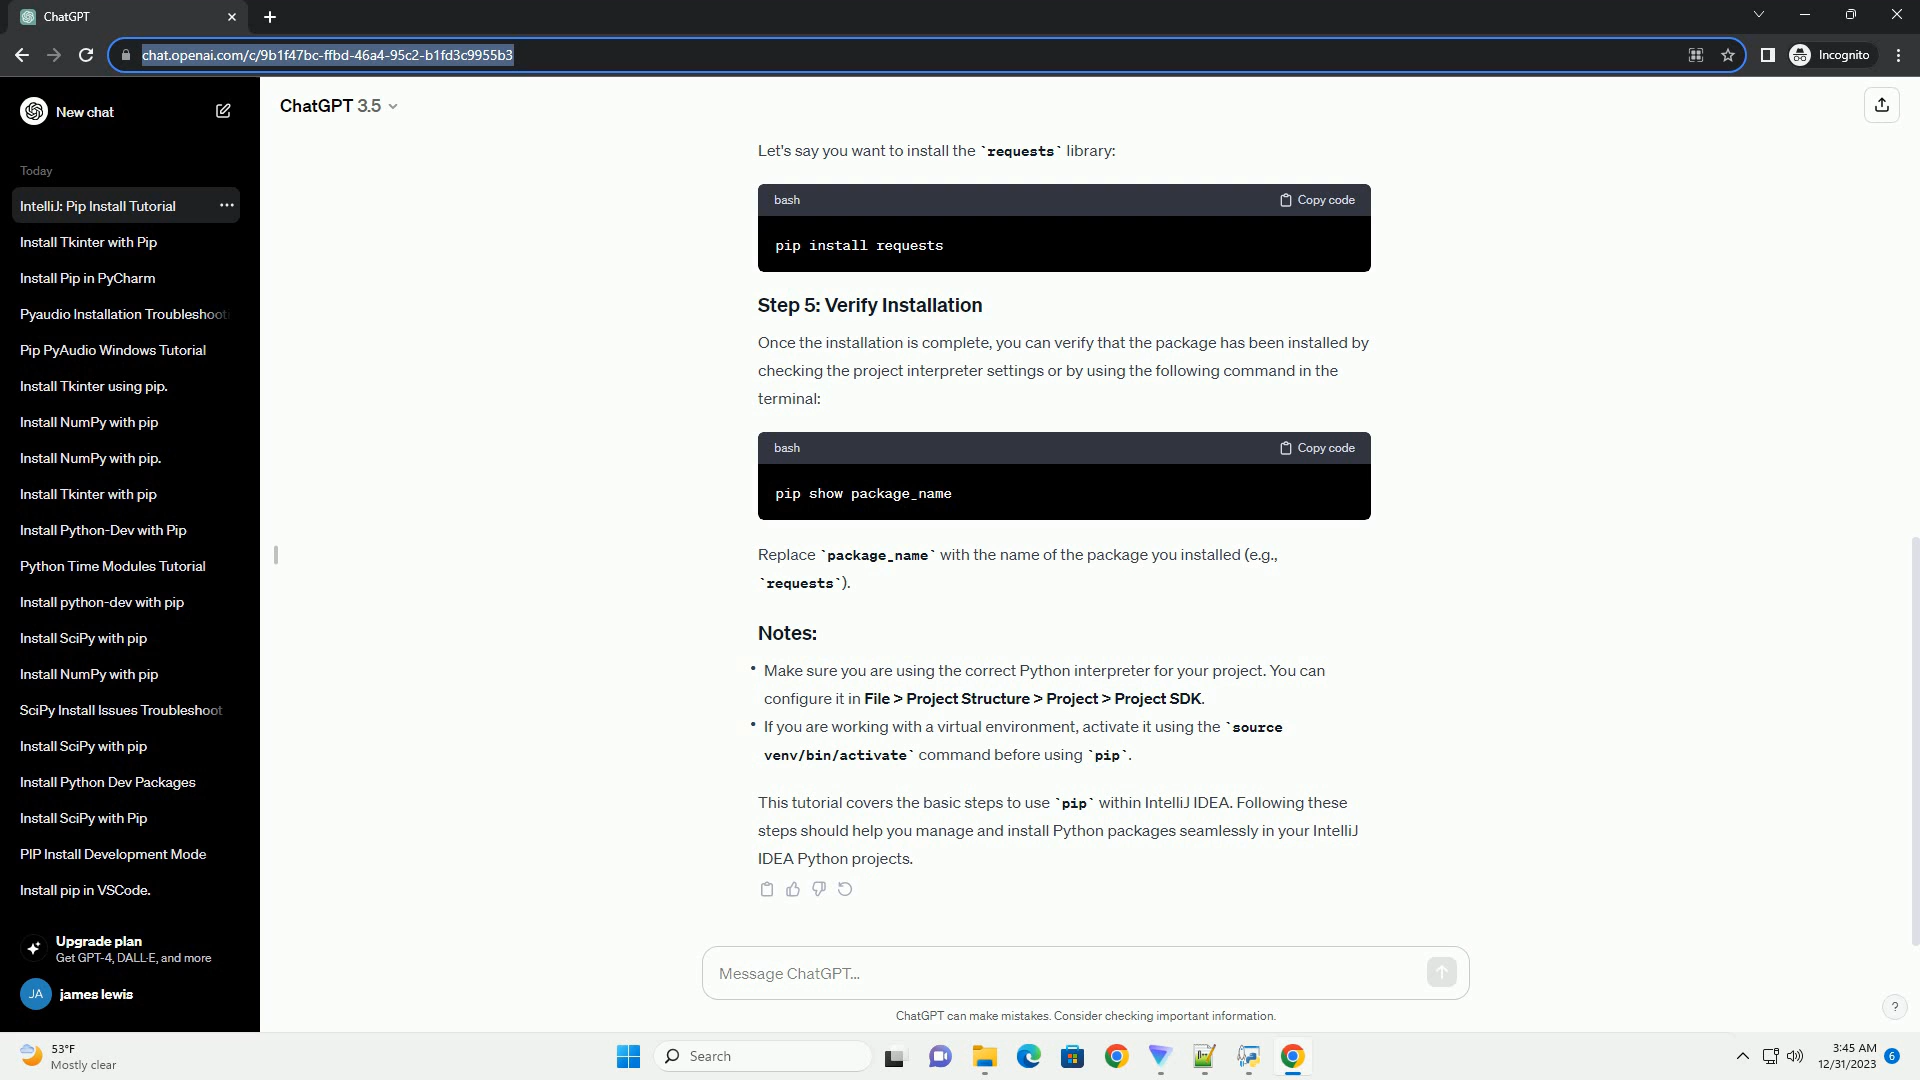 ChatGPT
chat.openai.com/c/9b1f47bc-ffbd-46a4-95c2-b1fd3c9955b3
Incognito
New chat
Today
IntelliJ: Pip Install Tutorial
Install Tkinter with Pip
Install Pip in PyCharm
Pyaudio Installation Troubleshoot
Pip PyAudio Windows Tutorial
Install Tkinter using pip.
Install NumPy with pip
Install NumPy with pip.
Install Tkinter with pip
Install Python-Dev with Pip
Python Time Modules Tutorial
Install python-dev with pip
Install SciPy with pip
Install NumPy with pip
SciPy Install Issues Troubleshoot
Install SciPy with pip
Install Python Dev Packages
Install SciPy with Pip
PIP Install Development Mode
Install pip in VSCode.
Upgrade plan
Get GPT-4, DALL·E, and more
JA james lewis
ChatGPT 3.5
Let's say you want to install the `requests` library:
bash Copy code
pip install requests
Step 5: Verify Installation
Once the installation is complete, you can verify that the package has been installed by
checking the project interpreter settings or by using the following command in the
terminal:
bash Copy code
pip show package_name
Replace `package_name` with the name of the package you installed (e.g.,
`requests`).
Notes:
• Make sure you are using the correct Python interpreter for your project. You can
configure it in File > Project Structure > Project > Project SDK.
• If you are working with a virtual environment, activate it using the `source
venv/bin/activate` command before using `pip`.
This tutorial covers the basic steps to use `pip` within IntelliJ IDEA. Following these
steps should help you manage and install Python packages seamlessly in your IntelliJ
IDEA Python projects.
Message ChatGPT...
ChatGPT can make mistakes. Consider checking important information.
?
53°F
Mostly clear
Search
3:45 AM
12/31/2023
6